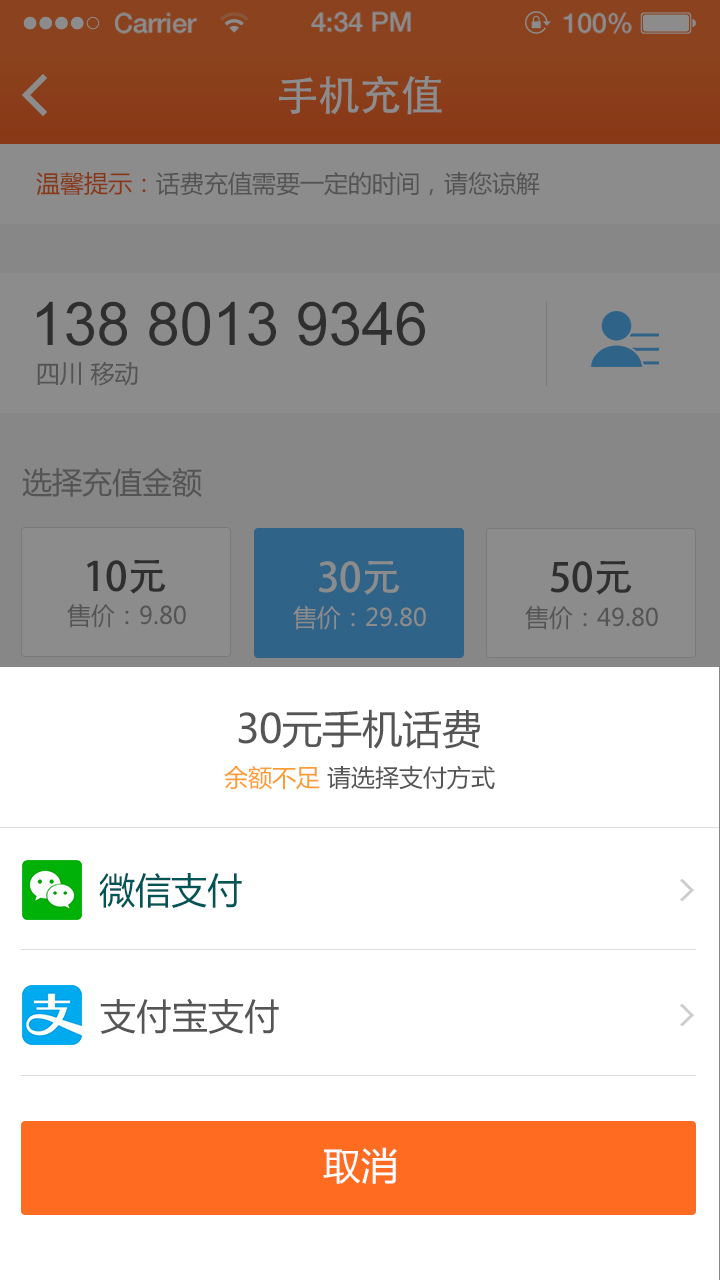 Carrier 4:34 PM 100%
手机充值
温馨提示：话费充值需要一定的时间，请您谅解
138 8013 9346
四川 移动
选择充值金额
10元 30元 50元
售价：9.80 售价：29.80 售价：49.80
30元手机话费
余额不足 请选择支付方式
微信支付
支 支付宝支付
取消